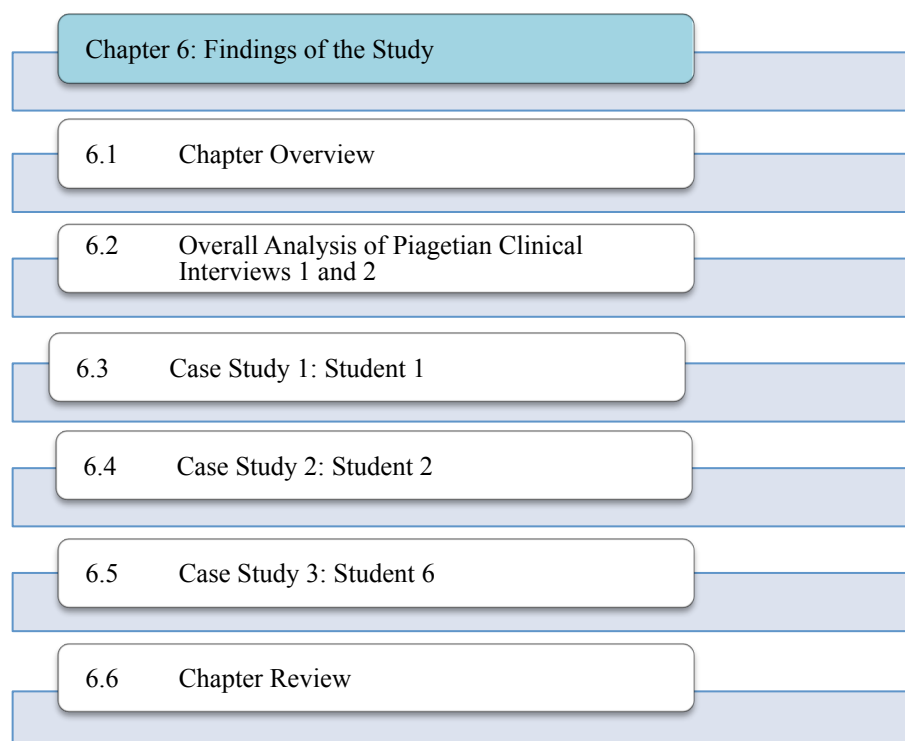 Chapter 6: Findings of the Study
6.1 Chapter Overview
6.2 Overall Analysis of Piagetian Clinical
Interviews 1 and 2
6.3 Case Study 1: Student 1
6.4 Case Study 2: Student 2
6.5 Case Study 3: Student 6
6.6 Chapter Review